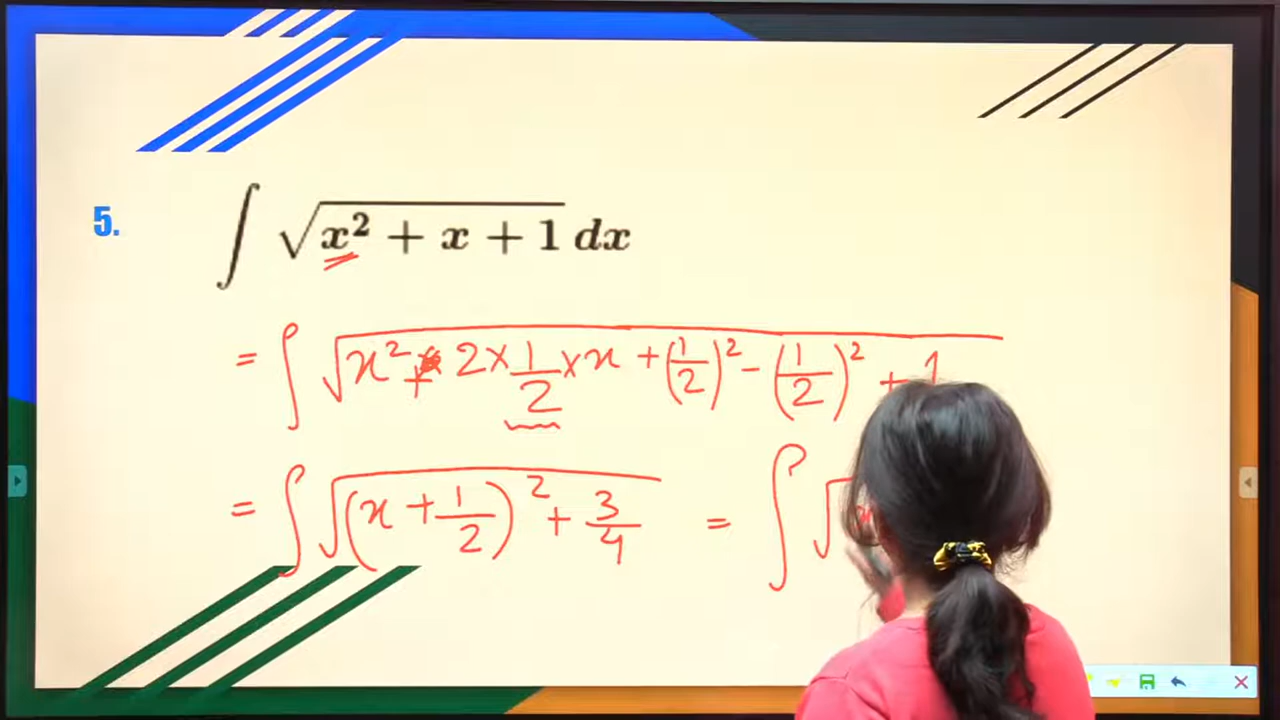 5. ∫ √(x² + x + 1) dx
= ∫ √(x² + 2 × 1/2 × x + (1/2)² - (1/2)² + 1
= ∫ √((x + 1/2)² + 3/4) = ∫ √